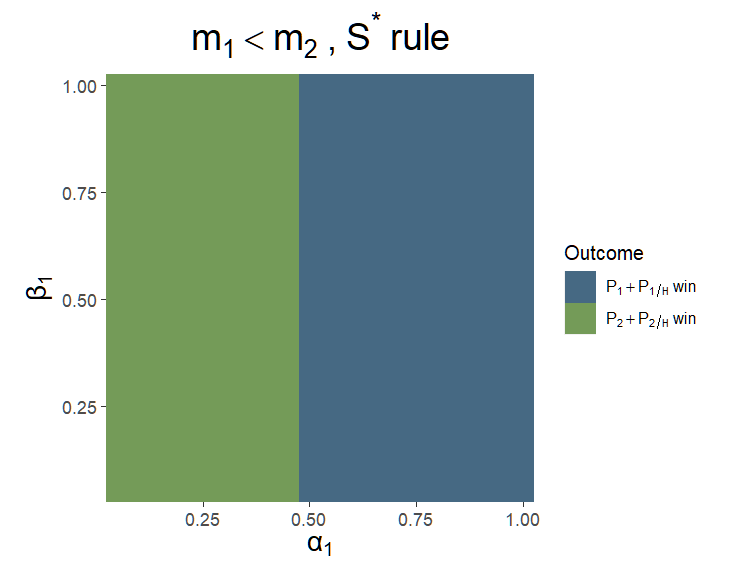 m₁ < m₂ , S* rule
1.00
0.75
0.50
0.25
β₁
0.25 0.50 0.75 1.00
α₁
Outcome
P₁ + P₁/H win
P₂ + P₂/H win